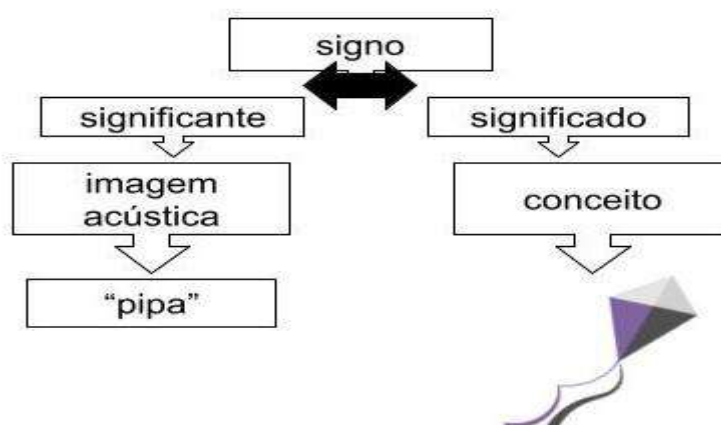 signo
significante
significado
imagem
acústica
conceito
“pipa”